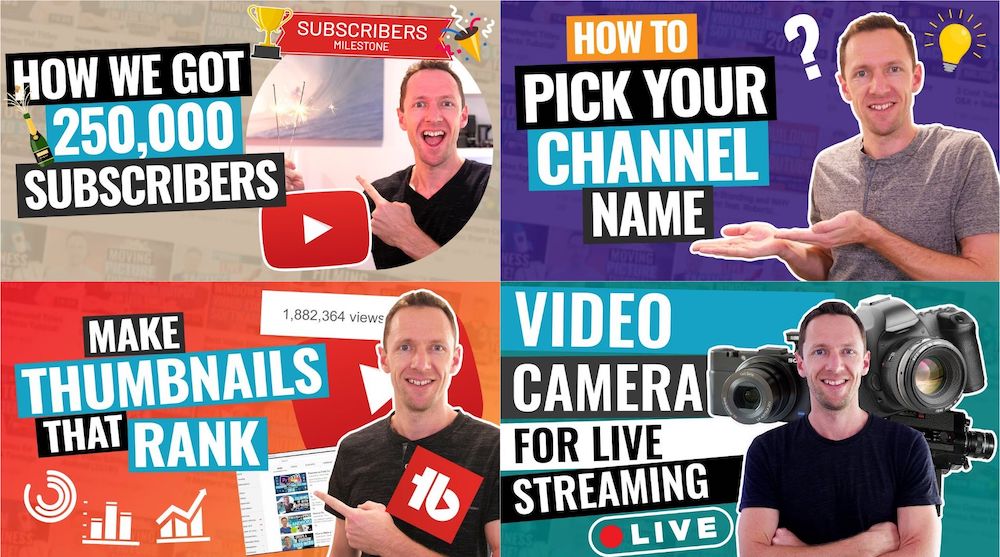 SUBSCRIBERS
MILESTONE
HOW WE GOT
250,000
SUBSCRIBERS
HOW TO
PICK YOUR
CHANNEL
NAME
?
1,882,364 views
MAKE
THUMBNAILS
THAT RANK
tb
VIDEO
CAMERA
FOR LIVE
STREAMING
LIVE